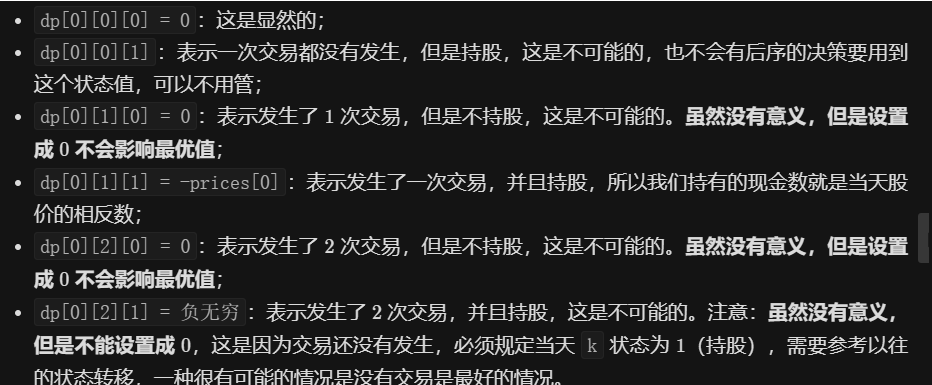 • dp[0][0][0] = 0：这是显然的；
• dp[0][0][1]：表示一次交易都没有发生，但是持股，这是不可能的，也不会有后序的决策要用到
这个状态值，可以不用管；
• dp[0][1][0] = 0：表示发生了 1 次交易，但是不持股，这是不可能的。虽然没有意义，但是设置
成 0 不会影响最优值；
• dp[0][1][1] = -prices[0]：表示发生了一次交易，并且持股，所以我们持有的现金数就是当天股
价的相反数；
• dp[0][2][0] = 0：表示发生了 2 次交易，但是不持股，这是不可能的。虽然没有意义，但是设置
成 0 不会影响最优值；
• dp[0][2][1] = 负无穷：表示发生了 2 次交易，并且持股，这是不可能的。注意：虽然没有意义，
但是不能设置成 0，这是因为交易还没有发生，必须规定当天 k 状态为 1（持股），需要参考以往
的状态转移，一种很有可能的情况是没有交易是最好的情况。